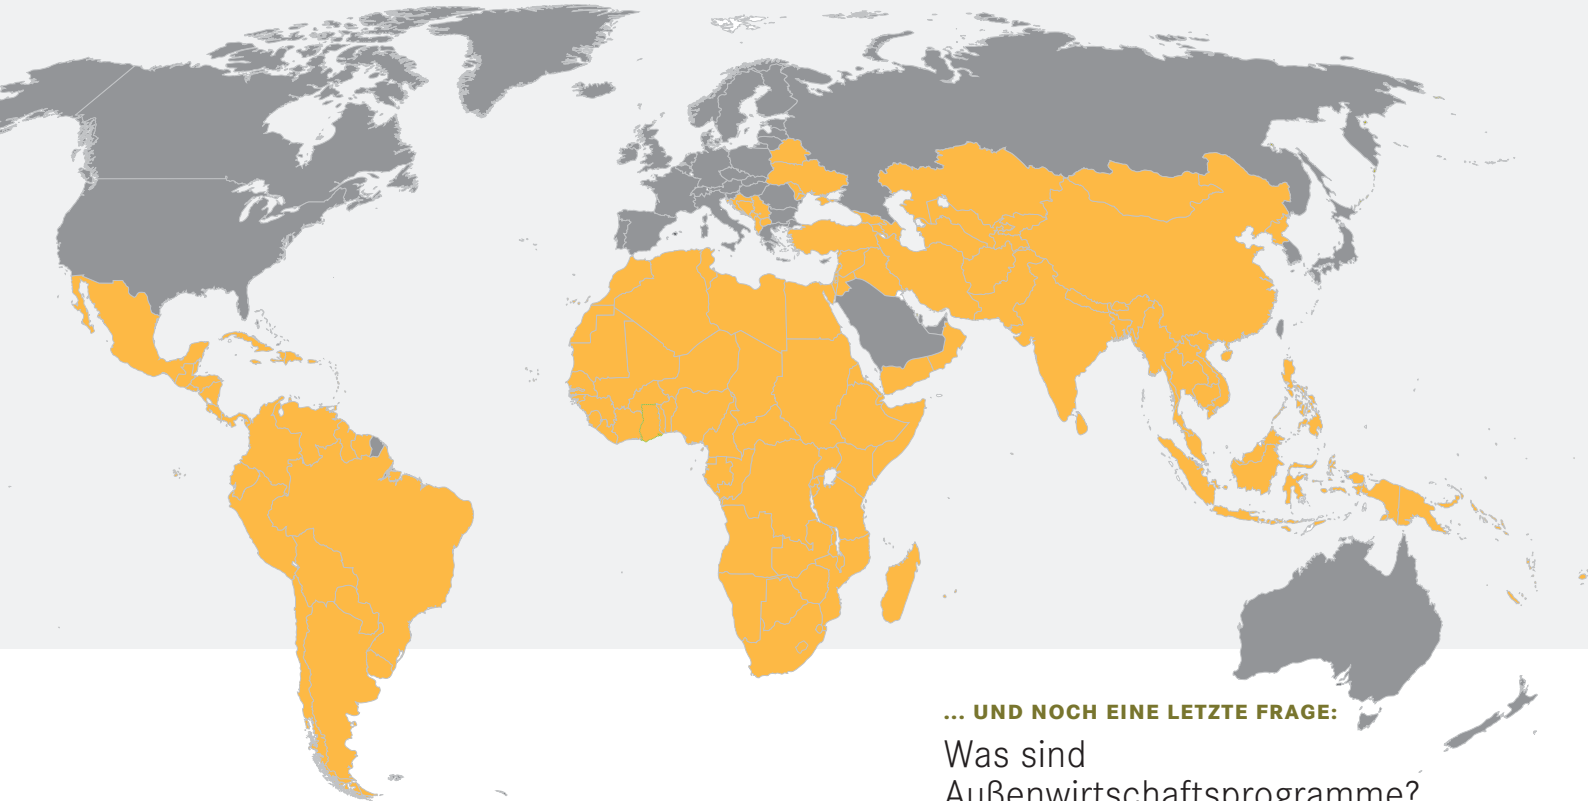 ... UND NOCH EINE LETZTE FRAGE:
Was sind
Außenwirtschaftsprogramme?